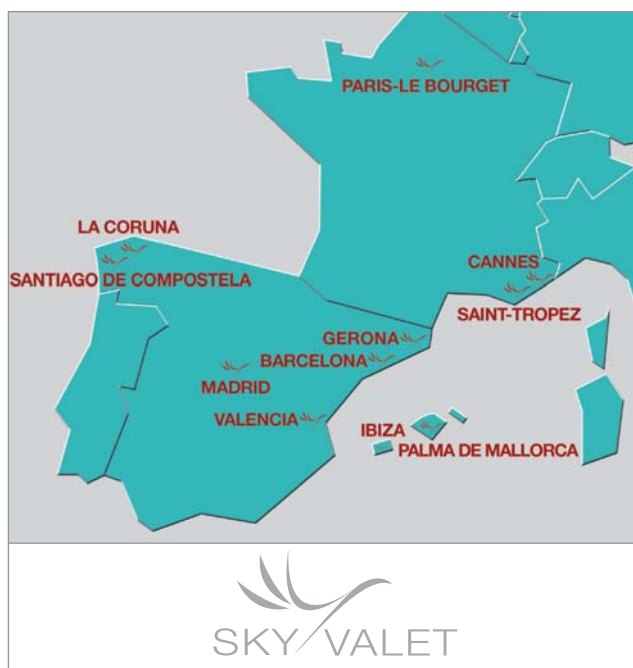 PARIS-LE BOURGET
LA CORUNA
SANTIAGO DE COMPOSTELA
CANNES
SAINT-TROPEZ
GERONA
BARCELONA
MADRID
VALENCIA
IBIZA
PALMA DE MALLORCA
SKY VALET